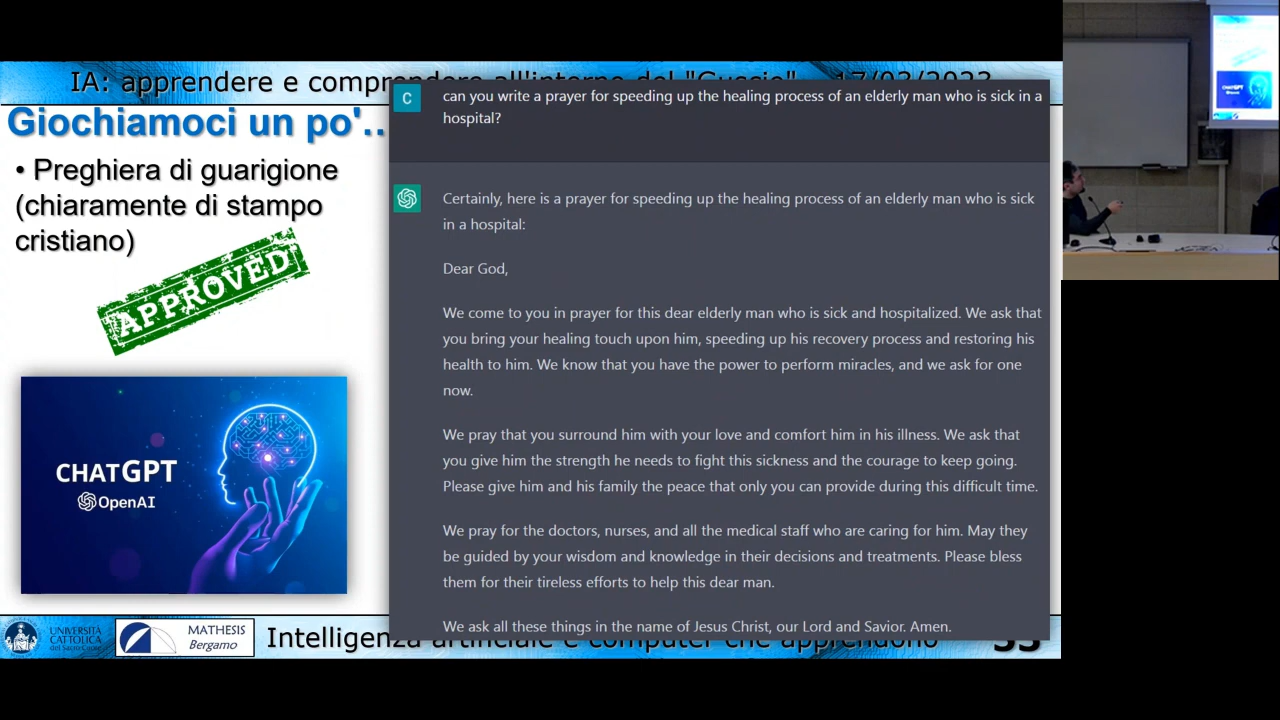 IA: apprendere e compr
17/03/2023
Giochiamoci un po'..
• Preghiera di guarigione
(chiaramente di stampo
cristiano)
APPROVED
CHATGPT
OpenAI
C
can you write a prayer for speeding up the healing process of an elderly man who is sick in a
hospital?
Certainly, here is a prayer for speeding up the healing process of an elderly man who is sick
in a hospital:
Dear God,
We come to you in prayer for this dear elderly man who is sick and hospitalized. We ask that
you bring your healing touch upon him, speeding up his recovery process and restoring his
health to him. We know that you have the power to perform miracles, and we ask for one
now.
We pray that you surround him with your love and comfort him in his illness. We ask that
you give him the strength he needs to fight this sickness and the courage to keep going.
Please give him and his family the peace that only you can provide during this difficult time.
We pray for the doctors, nurses, and all the medical staff who are caring for him. May they
be guided by your wisdom and knowledge in their decisions and treatments. Please bless
them for their tireless efforts to help this dear man.
We ask all these things in the name of Jesus Christ, our Lord and Savior. Amen.
UNIVERSITÀ
CATTOLICA
del Sacro Cuore
MATHESIS
Bergamo
Intelligenza artificiale e computer che apprendono